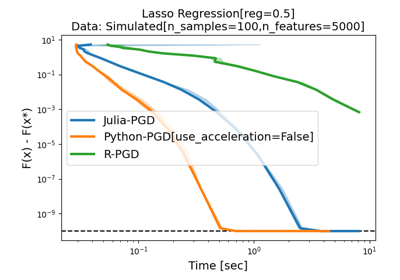 Lasso Regression[reg=0.5]
Data: Simulated[n_samples=100,n_features=5000]
F(x) - F(x*)
10¹
10⁻¹
10⁻³
10⁻⁵
10⁻⁷
10⁻⁹
Julia-PGD
Python-PGD[use_acceleration=False]
R-PGD
10⁻¹ 10⁰ 10¹
Time [sec]